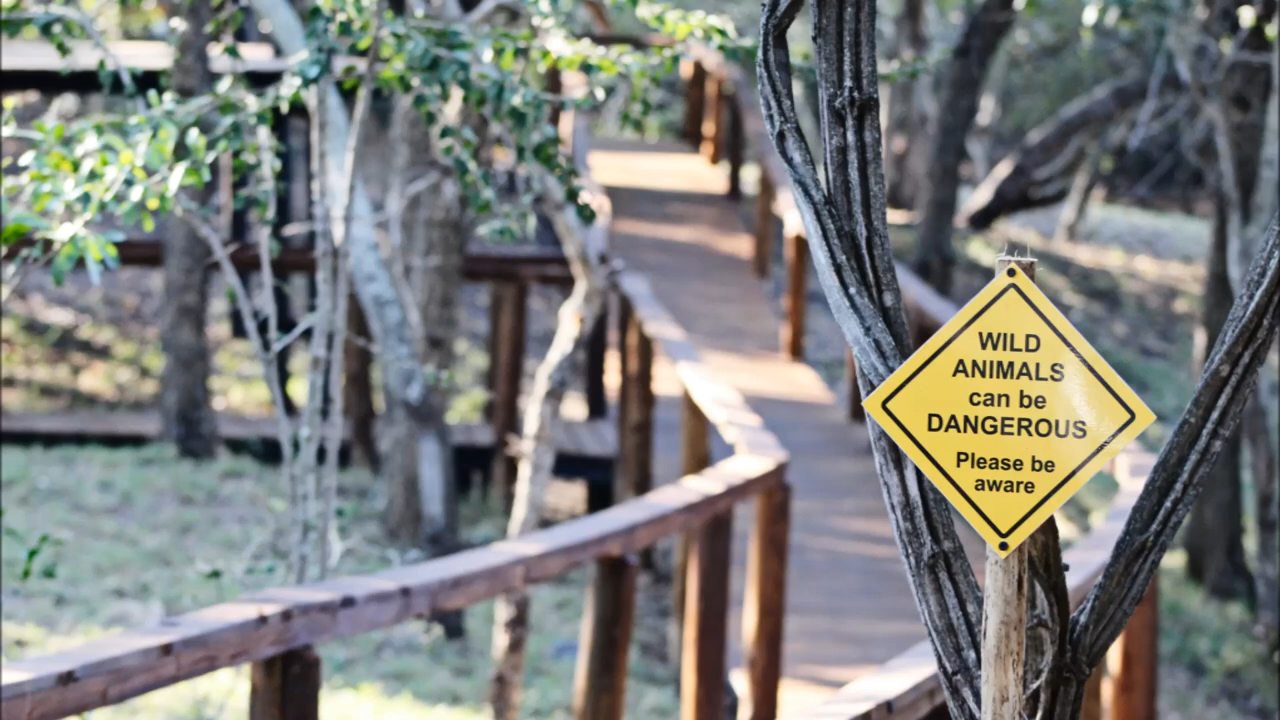 WILD
ANIMALS
can be
DANGEROUS
Please be
aware